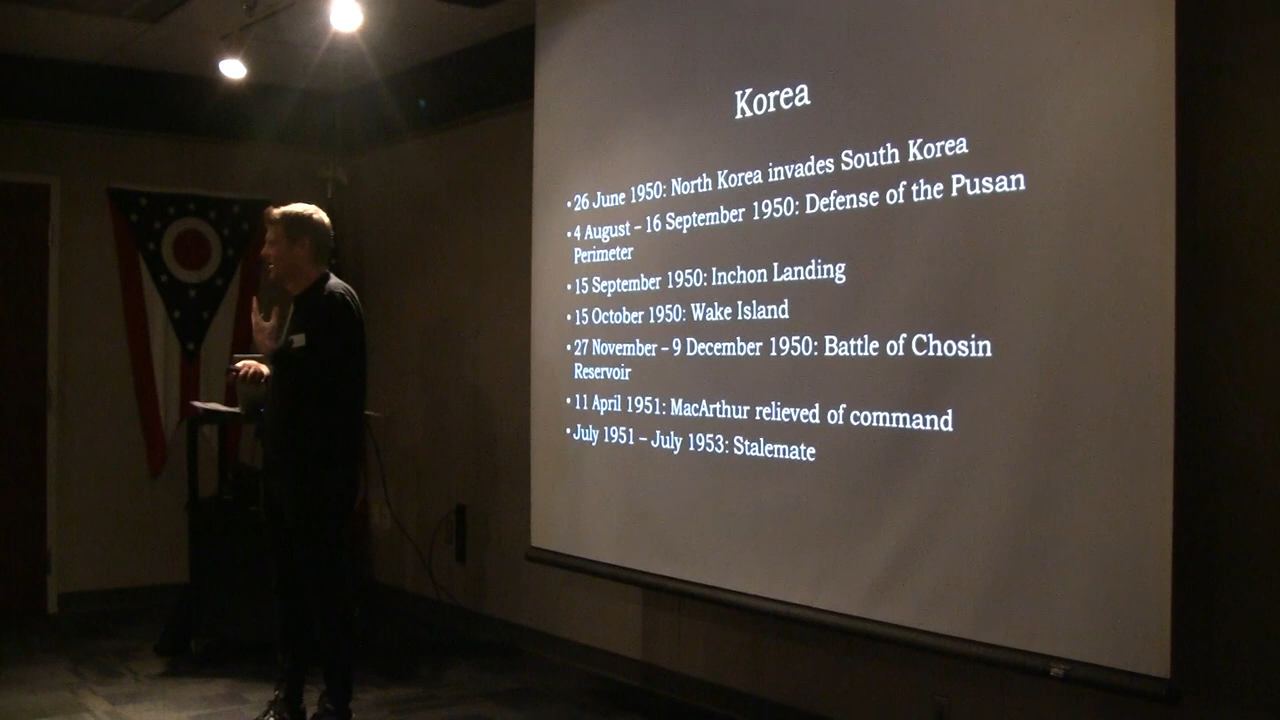 Korea
• 26 June 1950: North Korea invades South Korea
• 4 August – 16 September 1950: Defense of the Pusan
Perimeter
• 15 September 1950: Inchon Landing
• 15 October 1950: Wake Island
• 27 November – 9 December 1950: Battle of Chosin
Reservoir
• 11 April 1951: MacArthur relieved of command
• July 1951 – July 1953: Stalemate